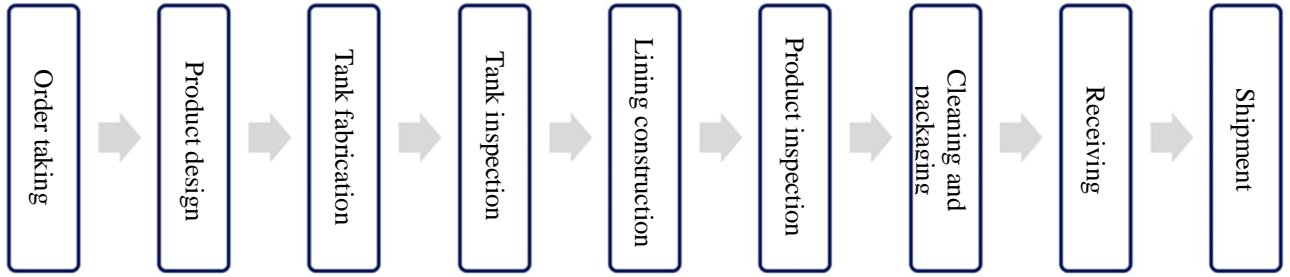 Order taking
Product design
Tank fabrication
Tank inspection
Lining construction
Product inspection
Cleaning and
packaging
Receiving
Shipment